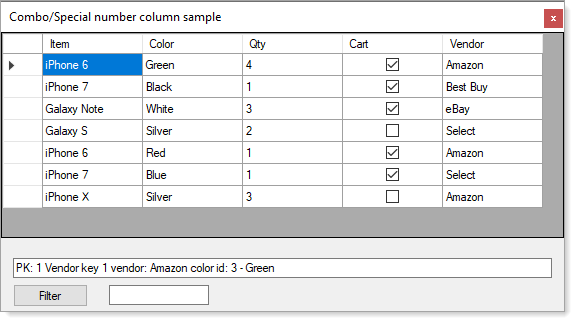 Combo/Special number column sample
Item Color Qty Cart Vendor
iPhone 6 Green 4 Amazon
iPhone 7 Black 1 Best Buy
Galaxy Note White 3 eBay
Galaxy S Silver 2 Select
iPhone 6 Red 1 Amazon
iPhone 7 Blue 1 Select
iPhone X Silver 3 Amazon
PK: 1 Vendor key 1 vendor: Amazon color id: 3 - Green
Filter